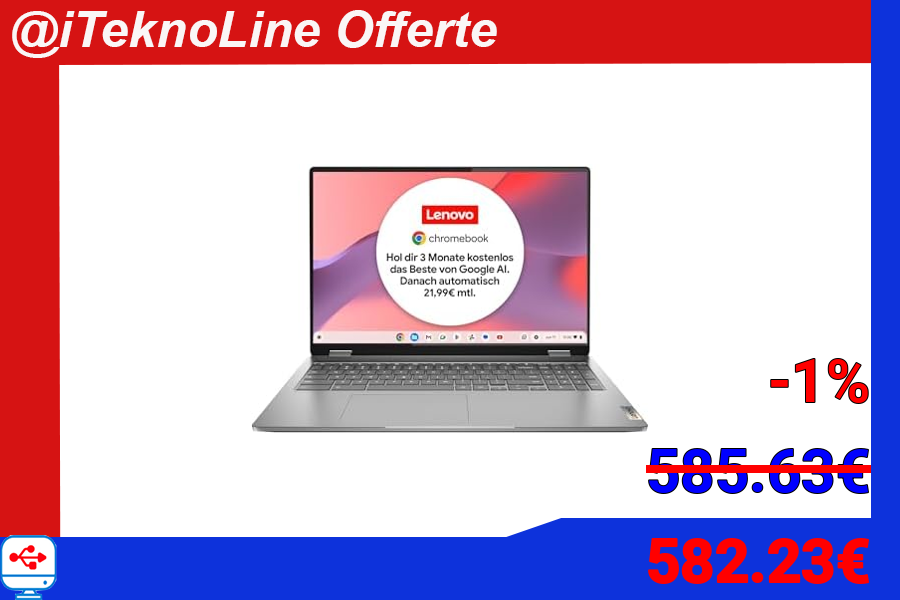 @iTeknoLine Offerte
Lenovo
chromebook
Hol dir 3 Monate kostenlos
das Beste von Google AI.
Danach automatisch
21,99€ mtl.
-1%
585.63€
582.23€